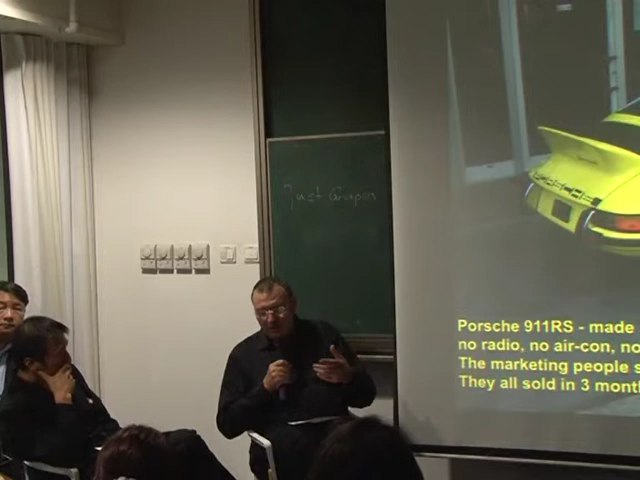 Just Grapes
Porsche 911RS - made
no radio, no air-con, no
The marketing people s
They all sold in 3 month